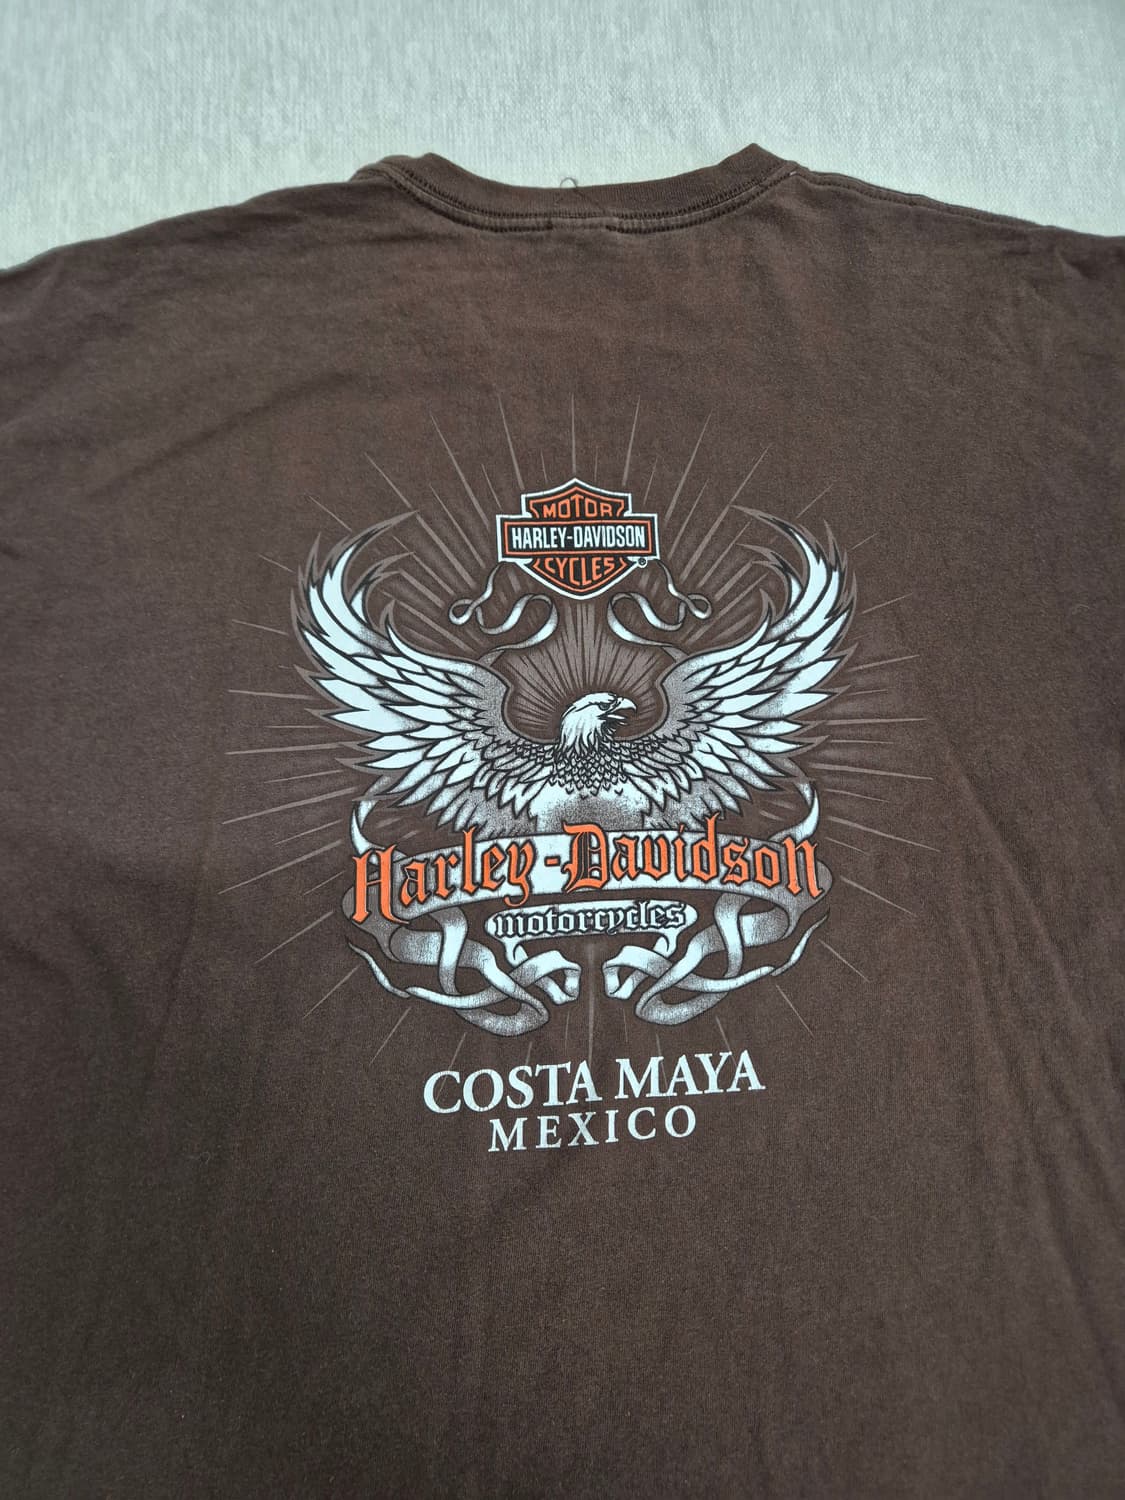 MOTOR
HARLEY-DAVIDSON
CYCLES®
Harley-Davidson
motorcycles
COSTA MAYA
MEXICO